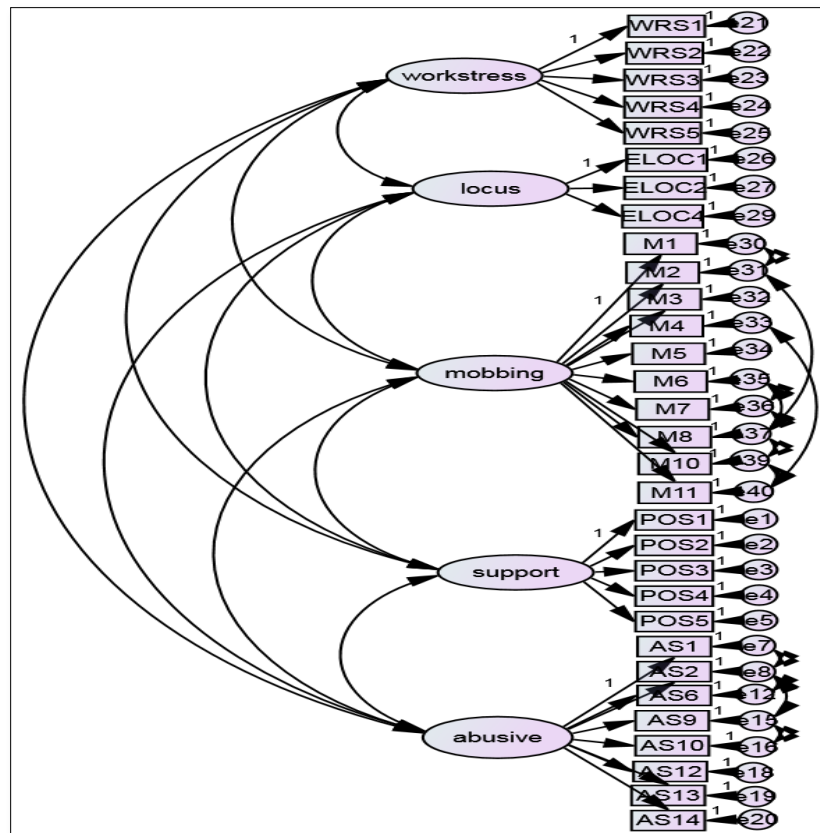 WRS1 1 e21
WRS2 1 e22
WRS3 1 e23
WRS4 1 e24
WRS5 1 e25
workstress 1
ELOC1 1 e26
ELOC2 1 e27
ELOC4 1 e29
locus 1
M1 1 e30
M2 1 e31
M3 1 e32
M4 1 e33
M5 1 e34
M6 1 e35
M7 1 e36
M8 1 e37
M10 1 e39
M11 1 e40
mobbing 1
POS1 1 e1
POS2 1 e2
POS3 1 e3
POS4 1 e4
POS5 1 e5
support 1
AS1 1 e7
AS2 1 e8
AS6 1 e12
AS9 1 e15
AS10 1 e16
AS12 1 e18
AS13 1 e19
AS14 1 e20
abusive 1